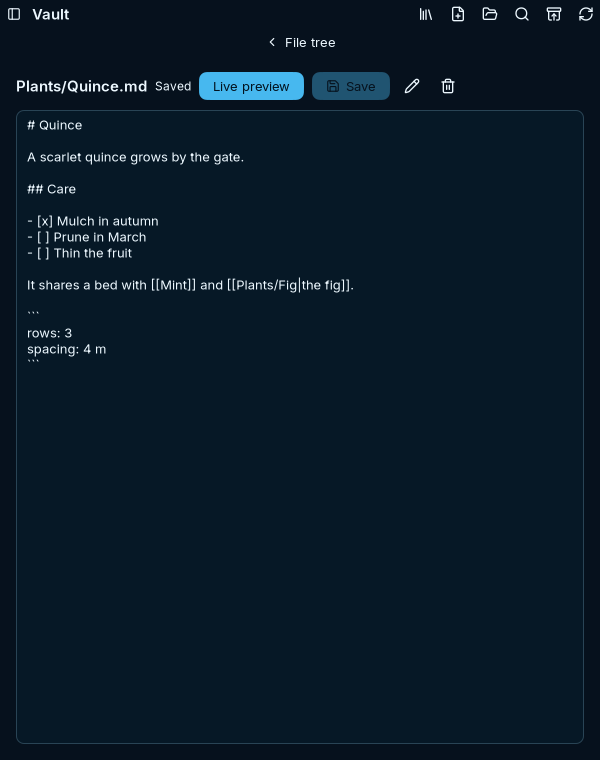 Vault
File tree
Plants/Quince.md Saved Live preview Save
# Quince
A scarlet quince grows by the gate.
## Care
- [x] Mulch in autumn
- [ ] Prune in March
- [ ] Thin the fruit
It shares a bed with [[Mint]] and [[Plants/Fig|the fig]].
```
rows: 3
spacing: 4 m
```